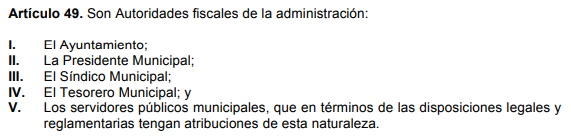 Artículo 49. Son Autoridades fiscales de la administración:
I. El Ayuntamiento;
II. La Presidente Municipal;
III. El Síndico Municipal;
IV. El Tesorero Municipal; y
V. Los servidores públicos municipales, que en términos de las disposiciones legales y
reglamentarias tengan atribuciones de esta naturaleza.